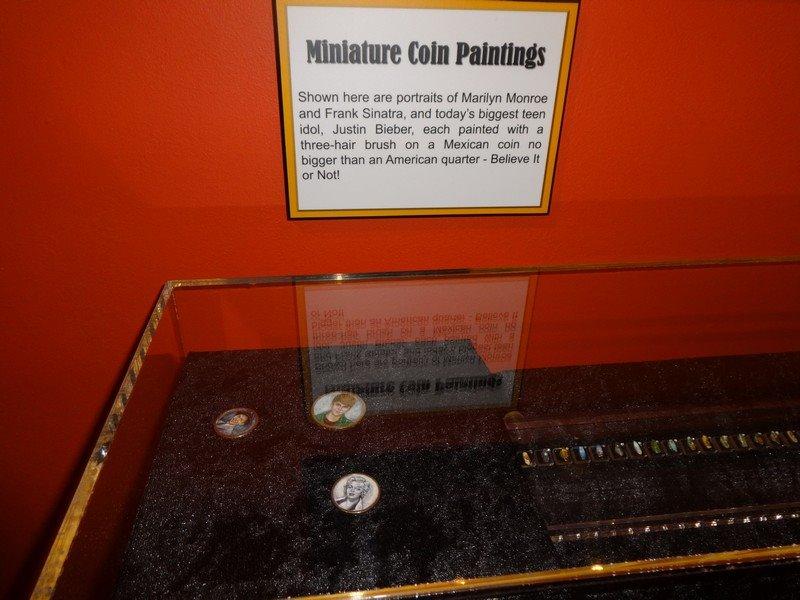 Miniature Coin Paintings
Shown here are portraits of Marilyn Monroe
and Frank Sinatra, and today's biggest teen
idol, Justin Bieber, each painted with a
three-hair brush on a Mexican coin no
bigger than an American quarter - Believe It
or Not!